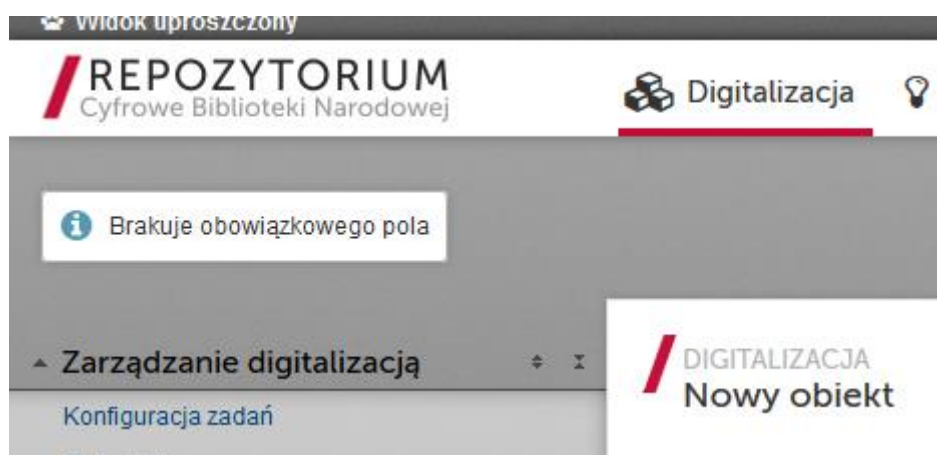 Widok uproszczony
REPOZYTORIUM
Cyfrowe Biblioteki Narodowej
Digitalizacja
Brakuje obowiązkowego pola
Zarządzanie digitalizacją
Konfiguracja zadań
DIGITALIZACJA
Nowy obiekt